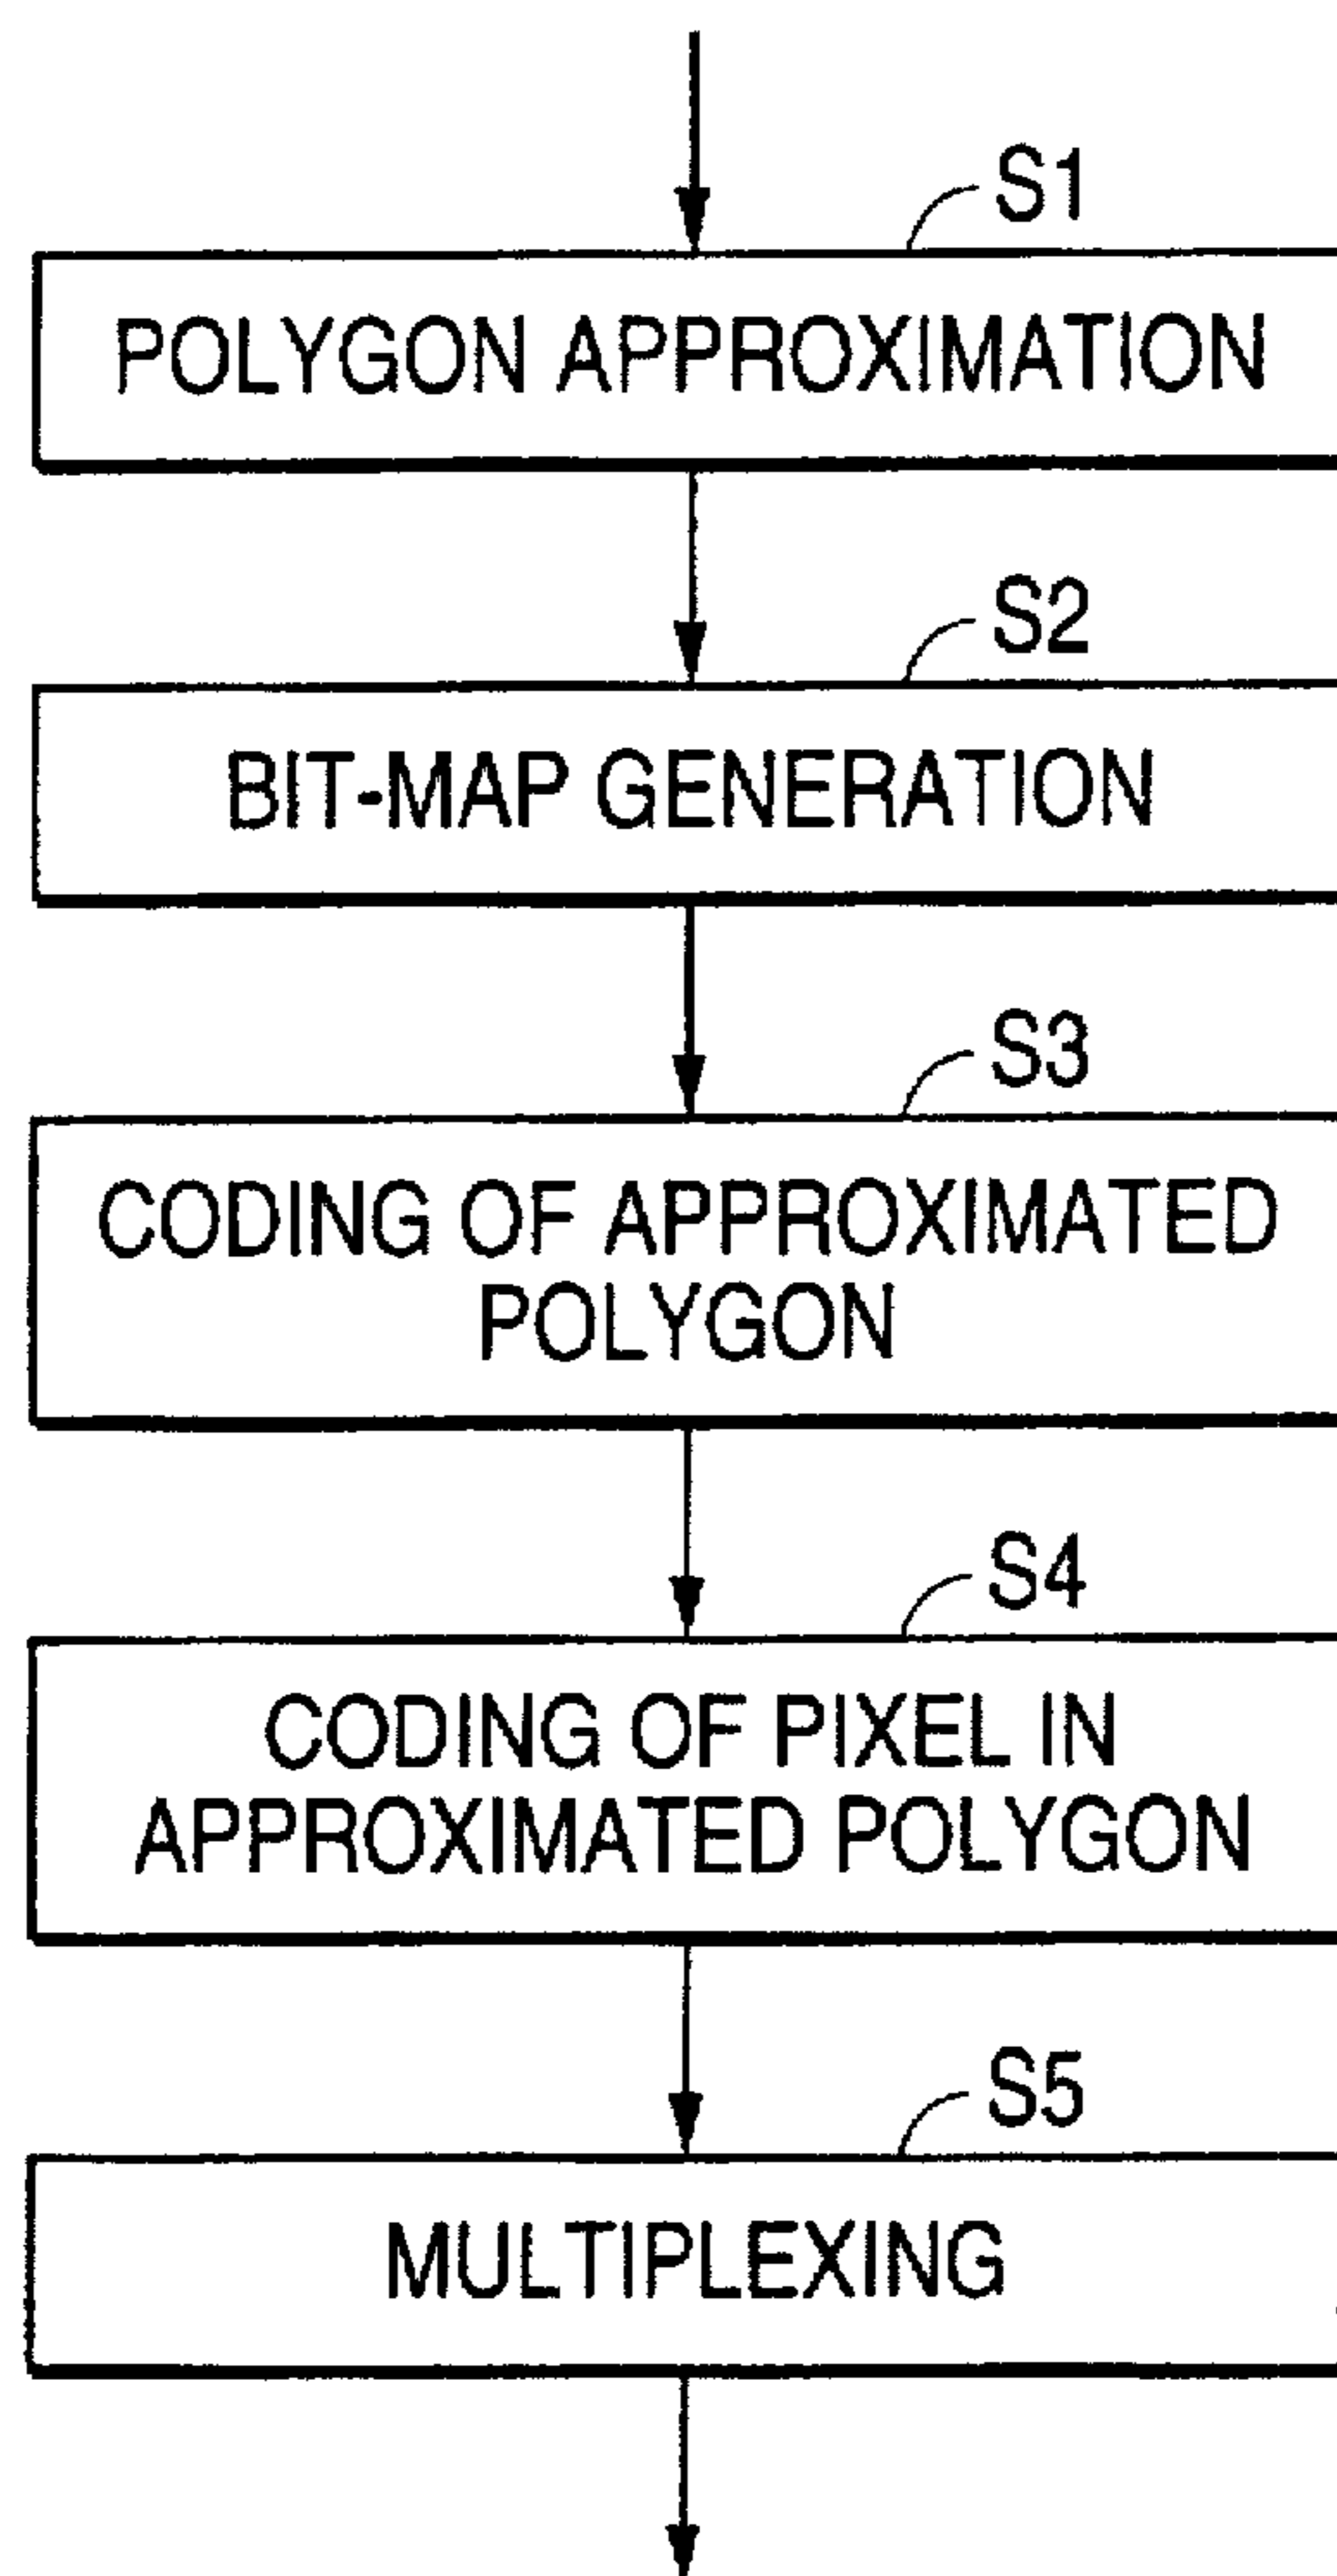 S1
POLYGON APPROXIMATION
S2
BIT-MAP GENERATION
S3
CODING OF APPROXIMATED
POLYGON
S4
CODING OF PIXEL IN
APPROXIMATED POLYGON
S5
MULTIPLEXING